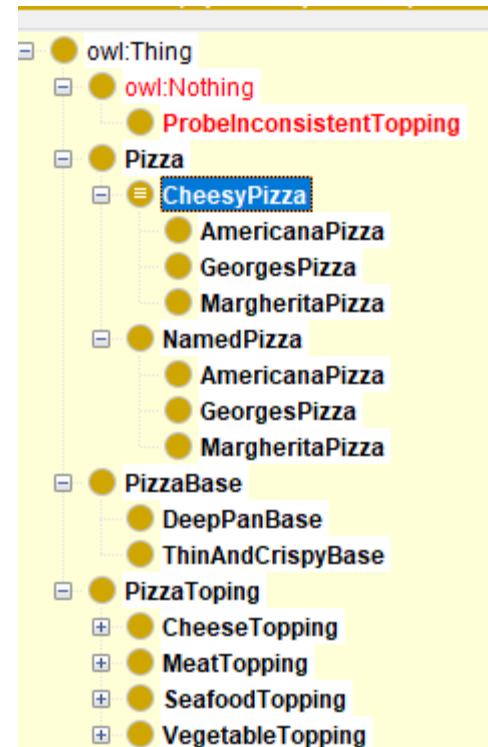 owl:Thing
owl:Nothing
ProbeInconsistentTopping
Pizza
CheesyPizza
AmericanaPizza
GeorgesPizza
MargheritaPizza
NamedPizza
AmericanaPizza
GeorgesPizza
MargheritaPizza
PizzaBase
DeepPanBase
ThinAndCrispyBase
PizzaToping
CheeseTopping
MeatTopping
SeafoodTopping
VegetableTopping